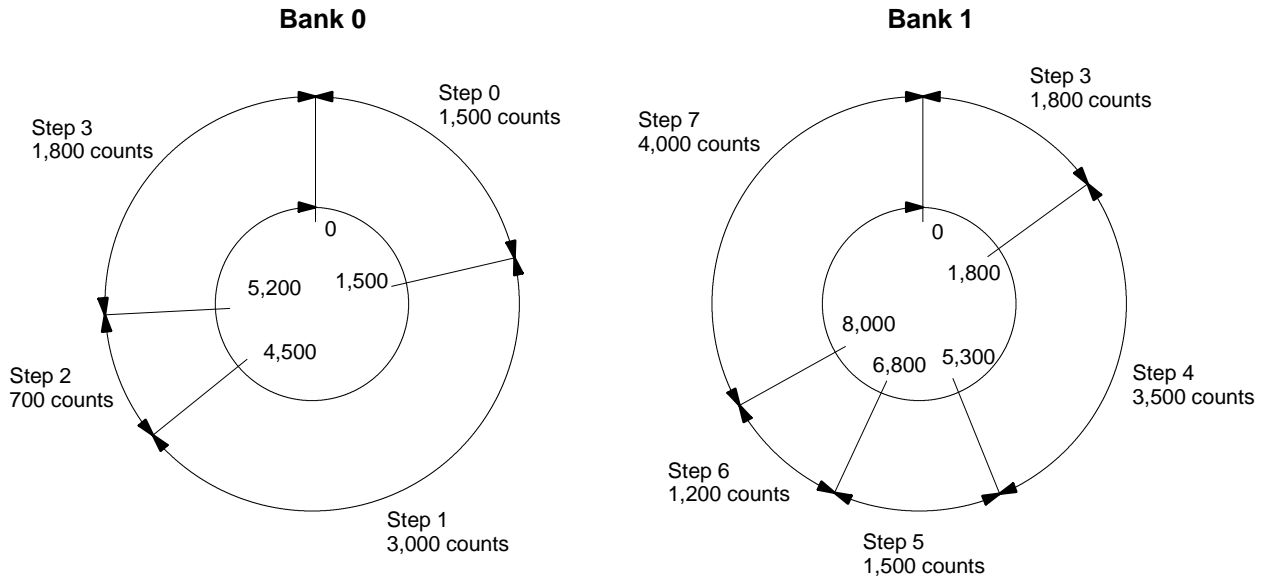 Bank 0
Step 0
1,500 counts
Step 3
1,800 counts
0
1,500
5,200
4,500
Step 2
700 counts
Step 1
3,000 counts
Bank 1
Step 3
1,800 counts
Step 7
4,000 counts
0
1,800
8,000
6,800
5,300
Step 4
3,500 counts
Step 6
1,200 counts
Step 5
1,500 counts